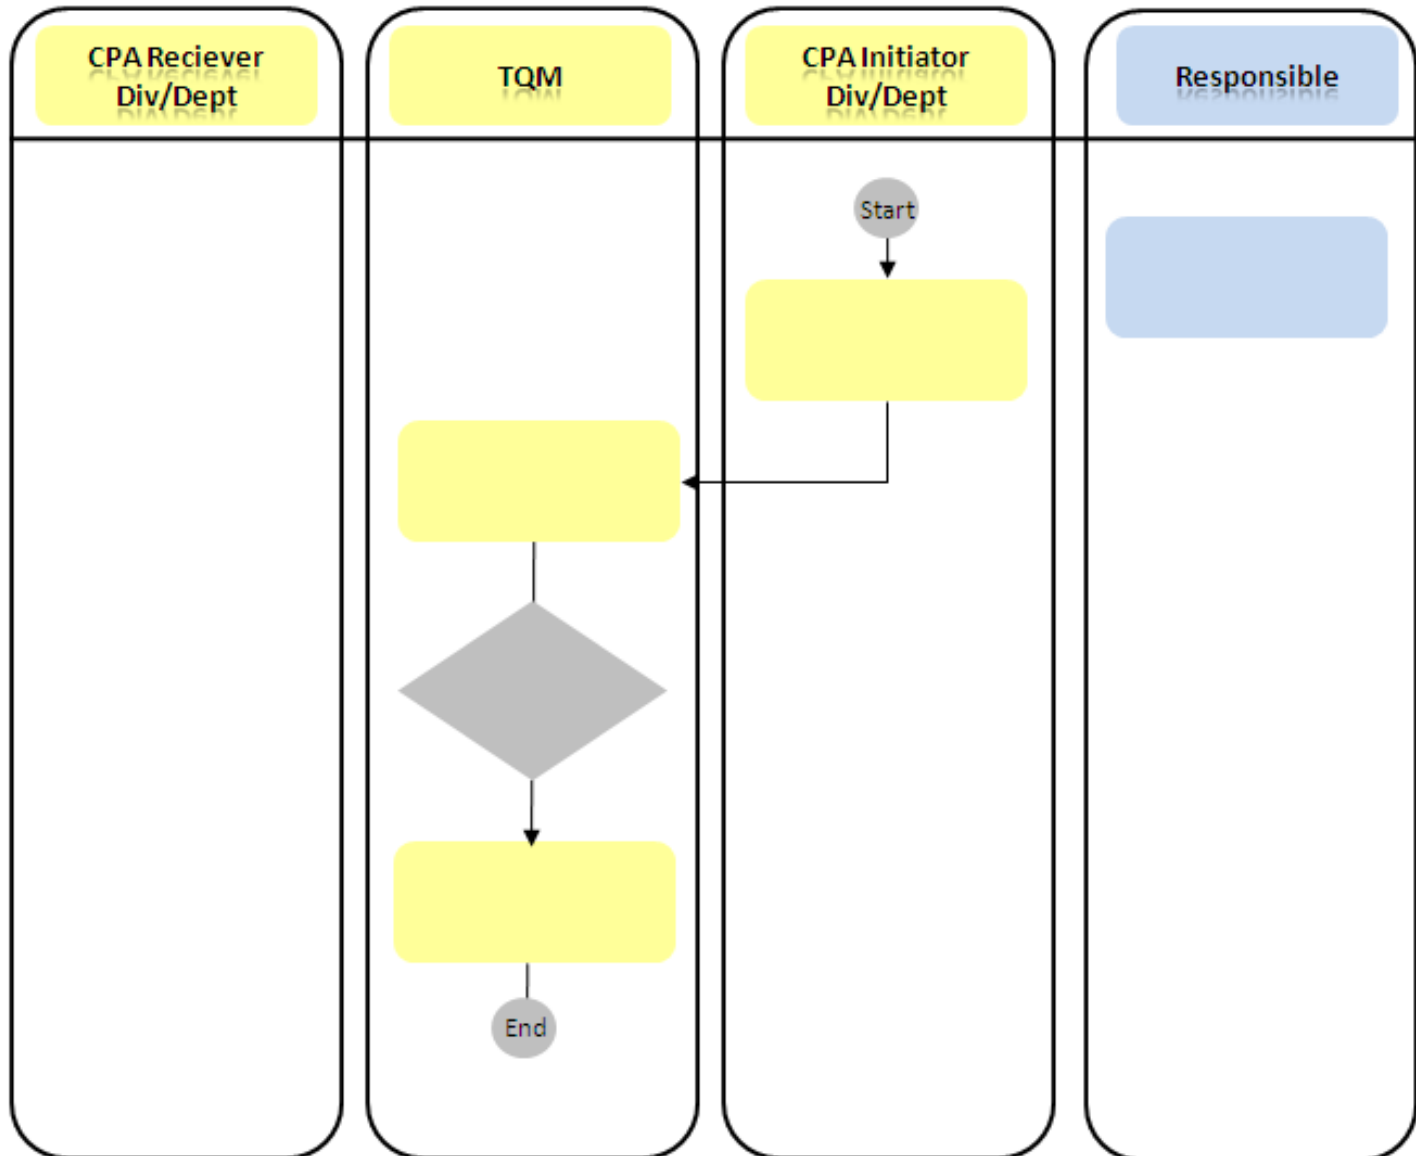 CPA Reciever
Div/Dept
TQM
CPA Initiator
Div/Dept
Responsible
Start
End